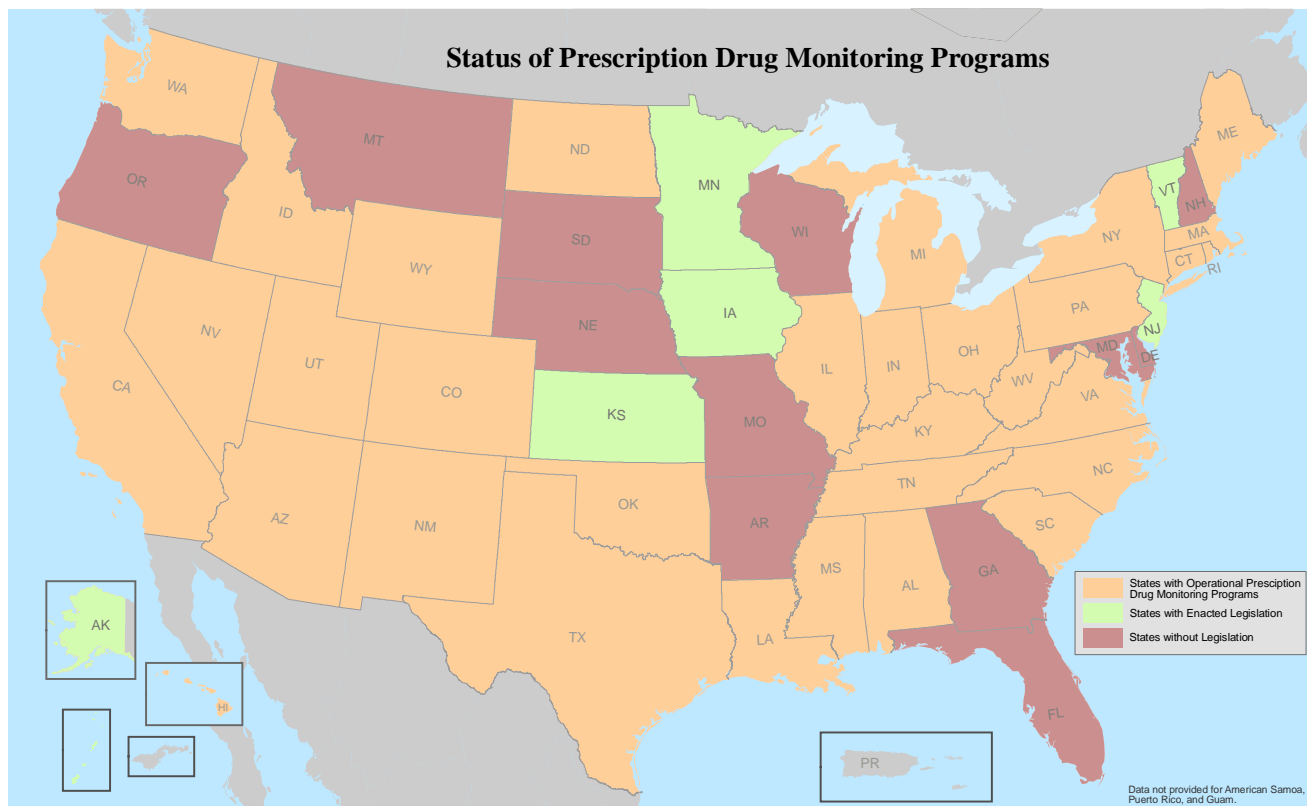 Status of Prescription Drug Monitoring Programs
WA
MT
ND
MN
ME
OR
ID
SD
WI
VT
NH
WY
MI
NY
MA
CT
RI
NE
IA
PA
NJ
NV
UT
CO
IL
IN
OH
MD
DE
WV
VA
CA
KS
MO
KY
NC
AZ
NM
OK
AR
TN
SC
MS
AL
GA
TX
LA
AK
HI
FL
PR
States with Operational Presciption
Drug Monitoring Programs
States with Enacted Legislation
States without Legislation
Data not provided for American Samoa,
Puerto Rico, and Guam.